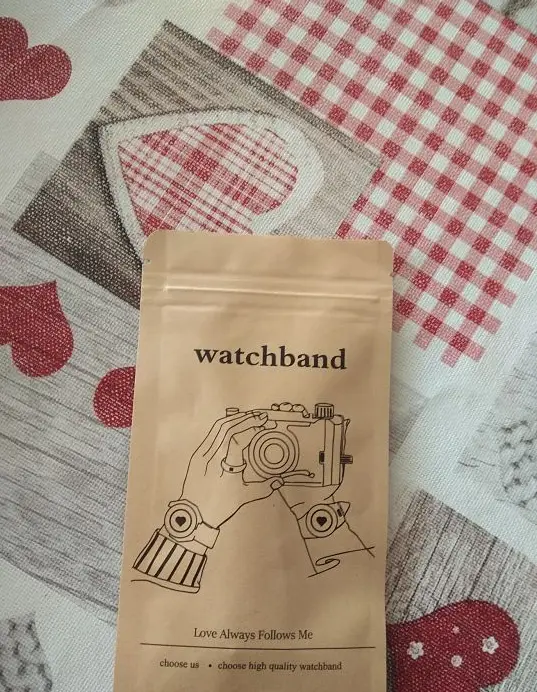 watchband
Love Always Follows Me
choose us • choose high quality watchband